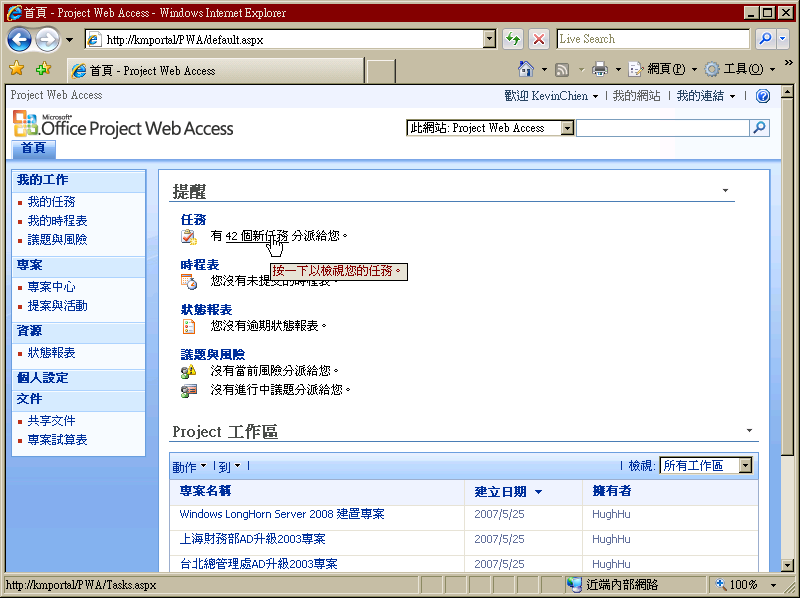 首頁 - Project Web Access - Windows Internet Explorer
http://kmportal/PWA/default.aspx
Live Search
首頁 - Project Web Access
網頁(P)
工具(O)
Project Web Access
歡迎 KevinChien
我的網站
我的連結
Microsoft
Office Project Web Access
此網站: Project Web Access
首頁
我的工作
我的任務
我的時程表
議題與風險
專案
專案中心
提案與活動
資源
狀態報表
個人設定
文件
共享文件
專案試算表
提醒
任務
有 42 個新任務 分派給您。
按一下以檢視您的任務。
時程表
您沒有未提交的時程表。
狀態報表
您沒有逾期狀態報表。
議題與風險
沒有當前風險分派給您。
沒有進行中議題分派給您。
Project 工作區
動作 到 檢視: 所有工作區
專案名稱 建立日期 擁有者
Windows LongHorn Server 2008 建置專案 2007/5/25 HughHu
上海財務部AD升級2003專案 2007/5/25 HughHu
台北總管理處AD升級2003專案 2007/5/25 HughHu
http://kmportal/PWA/Tasks.aspx
近端內部網路
100%